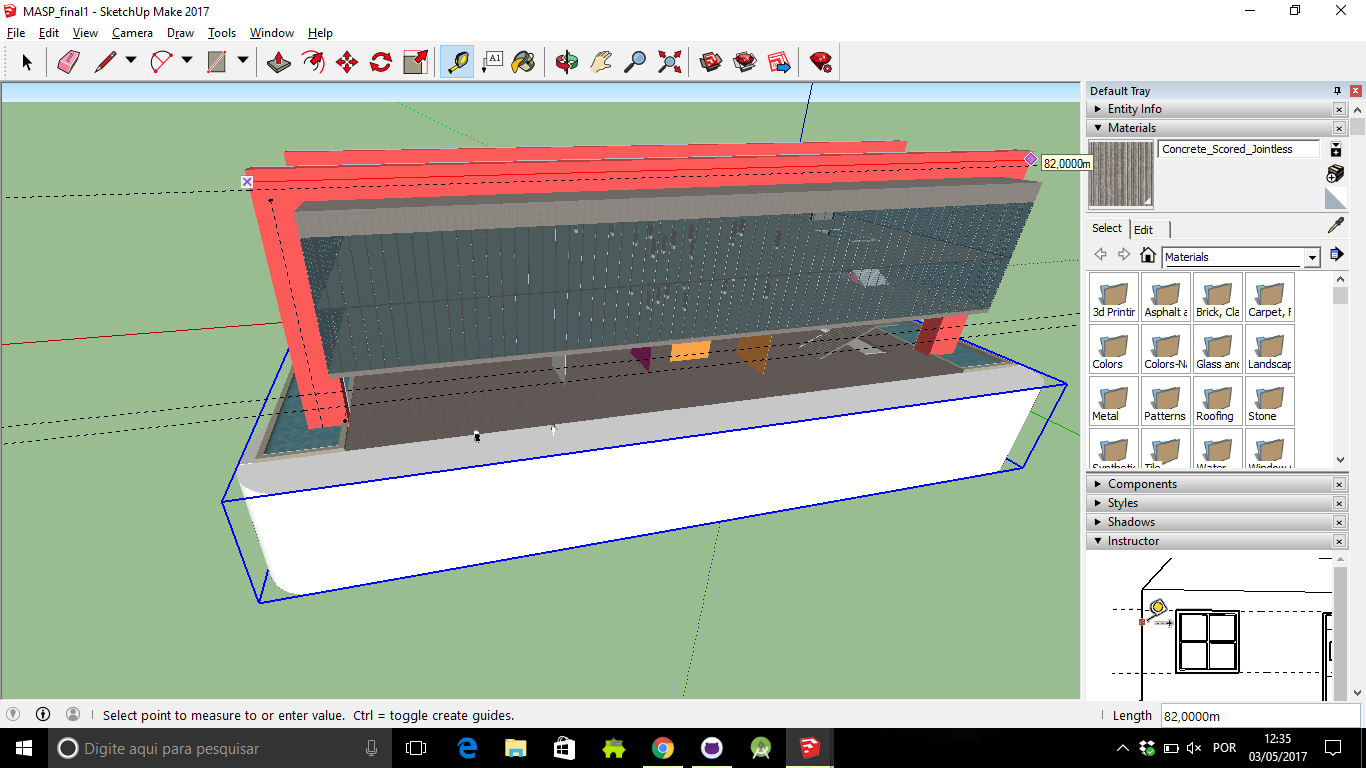 MASP_final1 - SketchUp Make 2017
File Edit View Camera Draw Tools Window Help
A1
Default Tray
Entity Info
Materials
Concrete_Scored_Jointless
82,0000m
Select Edit
Materials
3d Printir Asphalt a Brick, Cla Carpet, F
Colors Colors-Na Glass and Landscap
Metal Patterns Roofing Stone
Synthetic Tile Water Window
Components
Styles
Shadows
Instructor
Select point to measure to or enter value. Ctrl = toggle create guides.
Length 82,0000m
Digite aqui para pesquisar
POR
12:35
03/05/2017